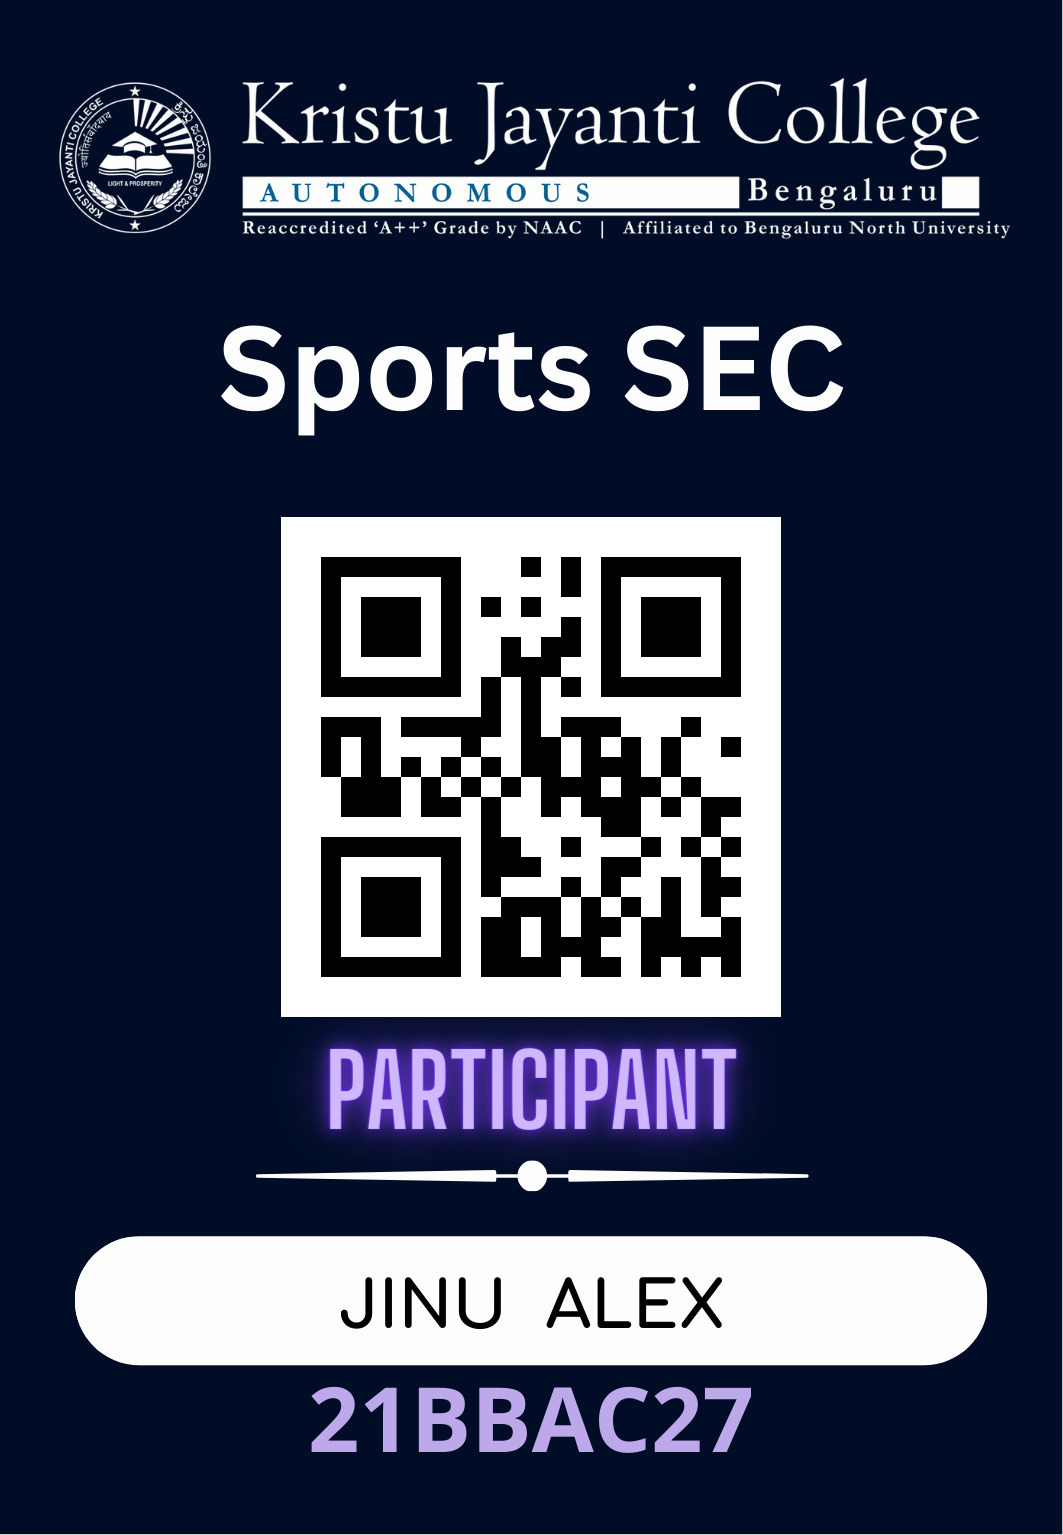 Kristu Jayanti College
AUTONOMOUS Bengaluru
Reaccredited ‘A++’ Grade by NAAC | Affiliated to Bengaluru North University
KRISTU JAYANTI COLLEGE
LIGHT & PROSPERITY
Sports SEC
PARTICIPANT
JINU ALEX
21BBAC27